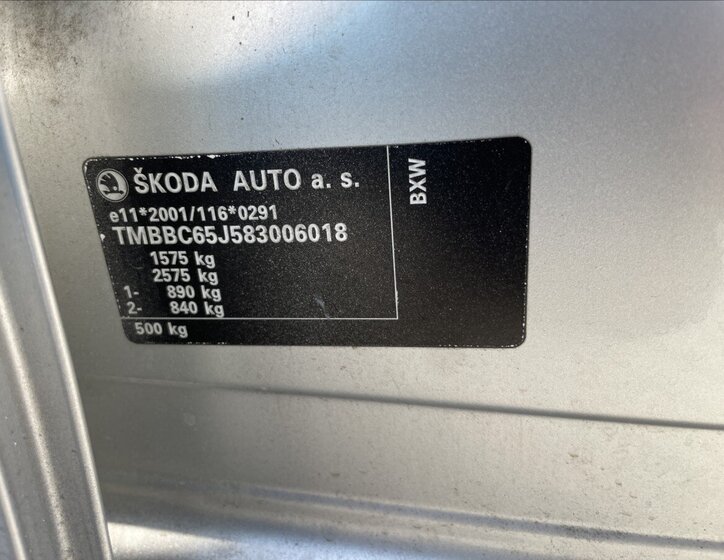 ŠKODA AUTO a. s.
e11*2001/116*0291
TMBBC65J583006018
1575 kg
2575 kg
1- 890 kg
2- 840 kg
500 kg
BXW